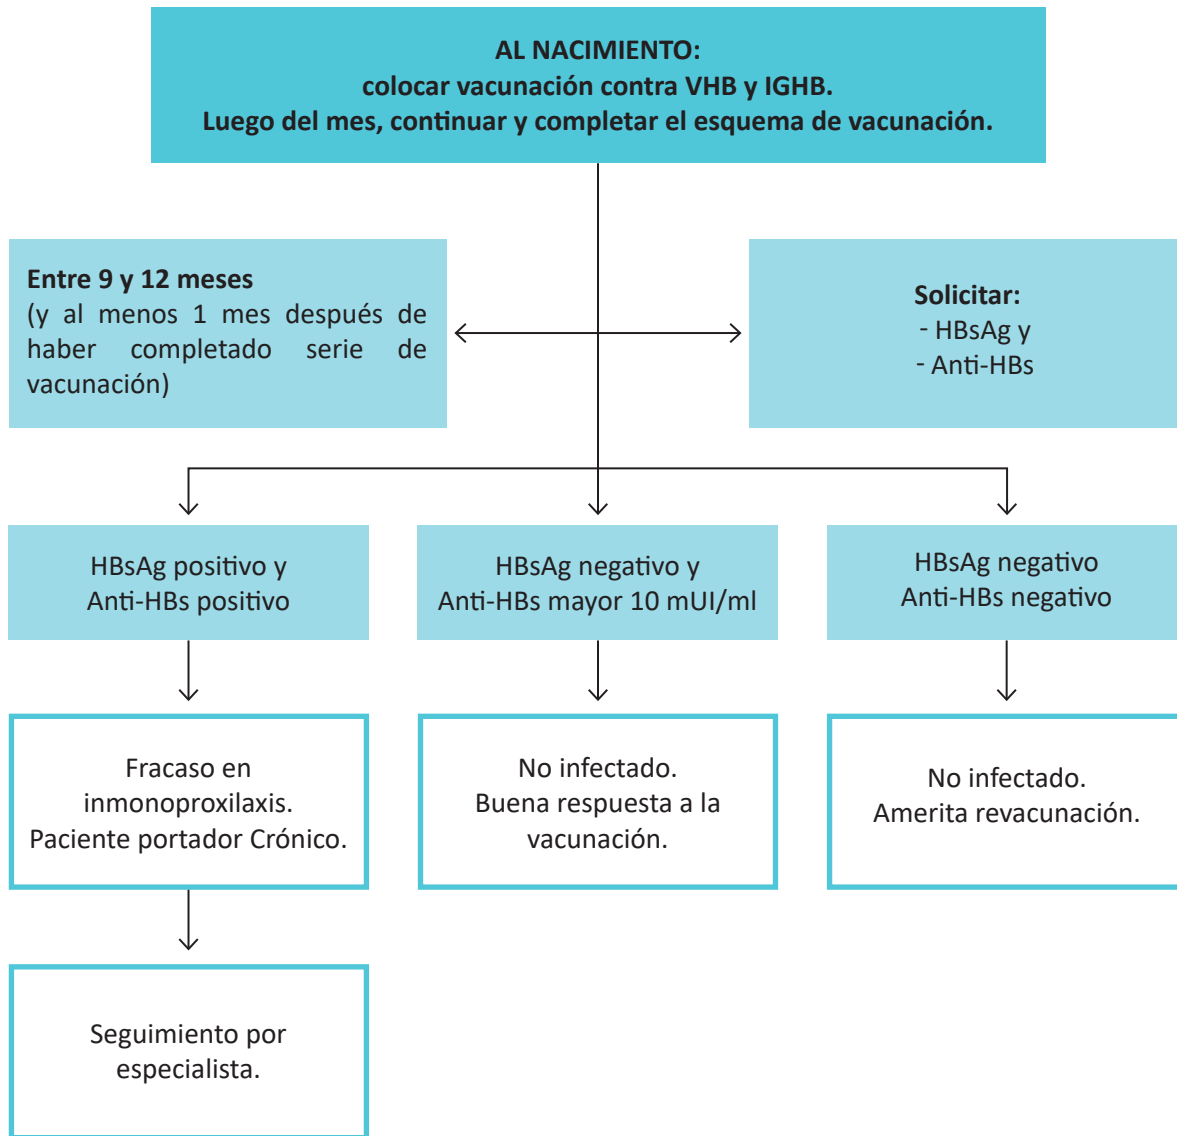 AL NACIMIENTO:
colocar vacunación contra VHB y IGHB.
Luego del mes, continuar y completar el esquema de vacunación.
Entre 9 y 12 meses
(y al menos 1 mes después de
haber completado serie de
vacunación)
Solicitar:
- HBsAg y
- Anti-HBs
HBsAg positivo y
Anti-HBs positivo
HBsAg negativo y
Anti-HBs mayor 10 mUI/ml
HBsAg negativo
Anti-HBs negativo
Fracaso en
inmonoproxilaxis.
Paciente portador Crónico.
No infectado.
Buena respuesta a la
vacunación.
No infectado.
Amerita revacunación.
Seguimiento por
especialista.